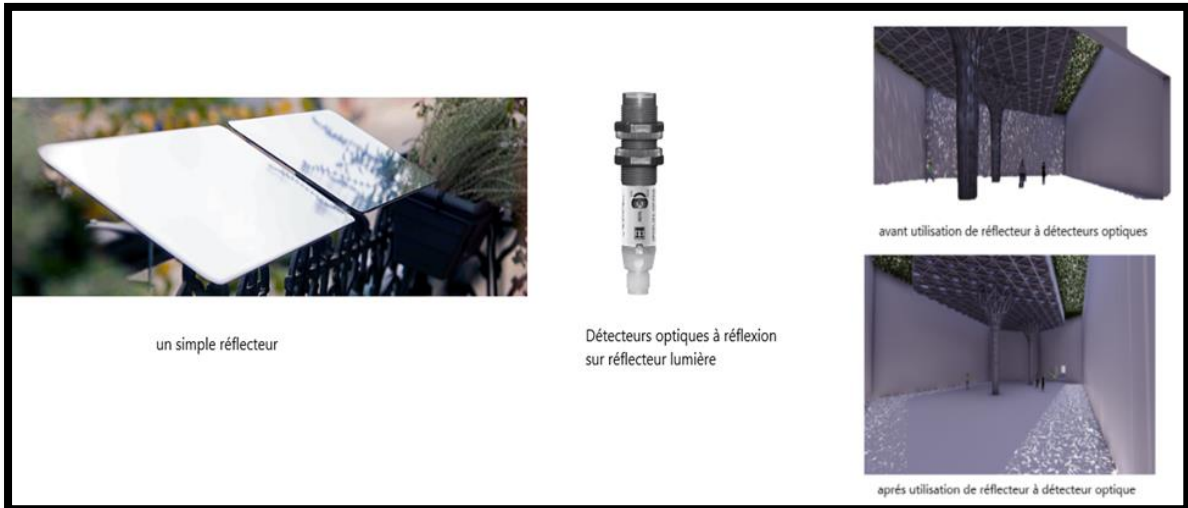 un simple réflecteur
Détecteurs optiques à réflexion
sur réflecteur lumière
avant utilisation de réflecteur à détecteurs optiques
aprés utilisation de réflecteur à détecteur optique